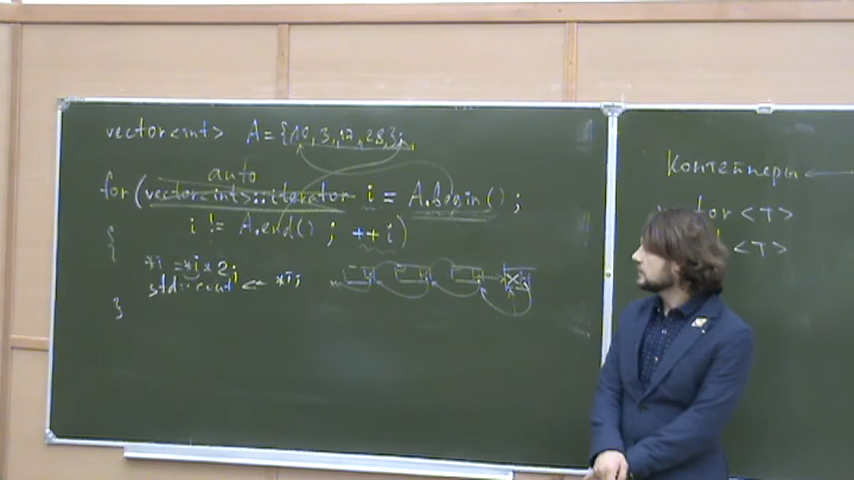 vector<int> A = {10, 3, 17, 28};
auto
for (vector<int>::iterator i = A.begin();
i != A.end(); ++i)
{
*i = *i * 2;
std::cout << *i;
}
Контейнеры
<T>
<T>